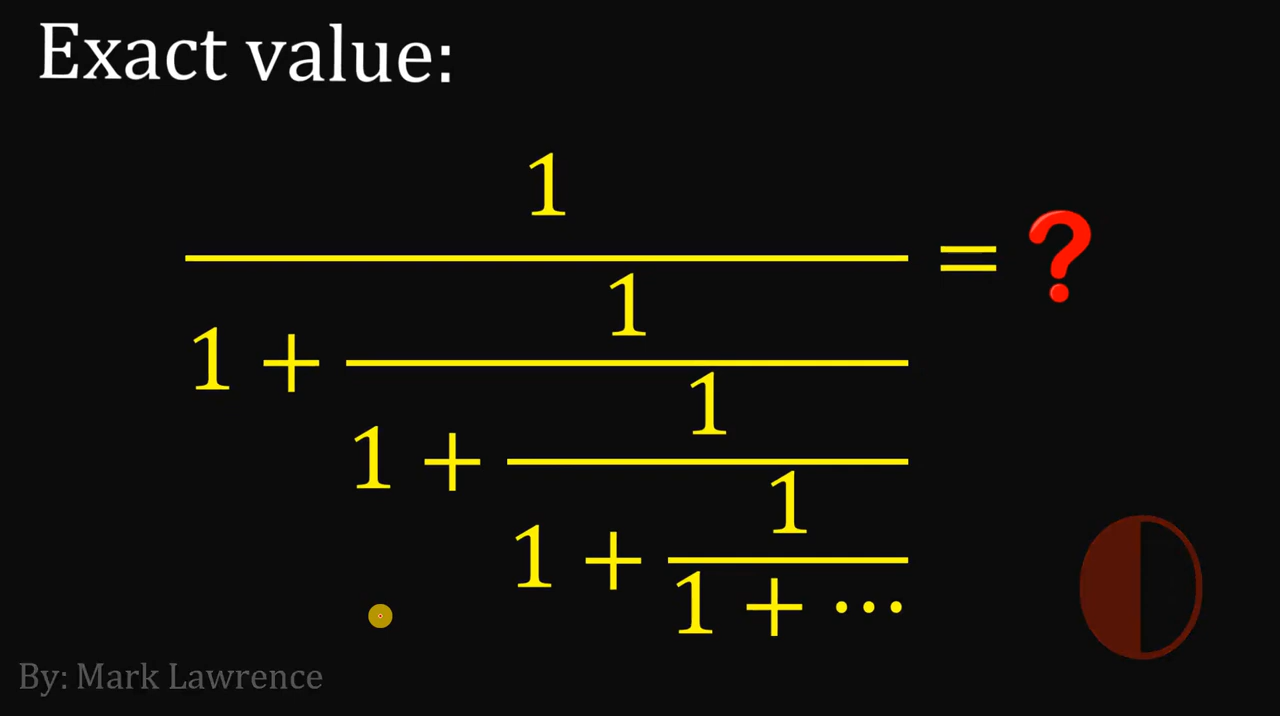 Exact value:
1
= ?
1
1 +
1
1 +
1
1 +
1 + ···
By: Mark Lawrence